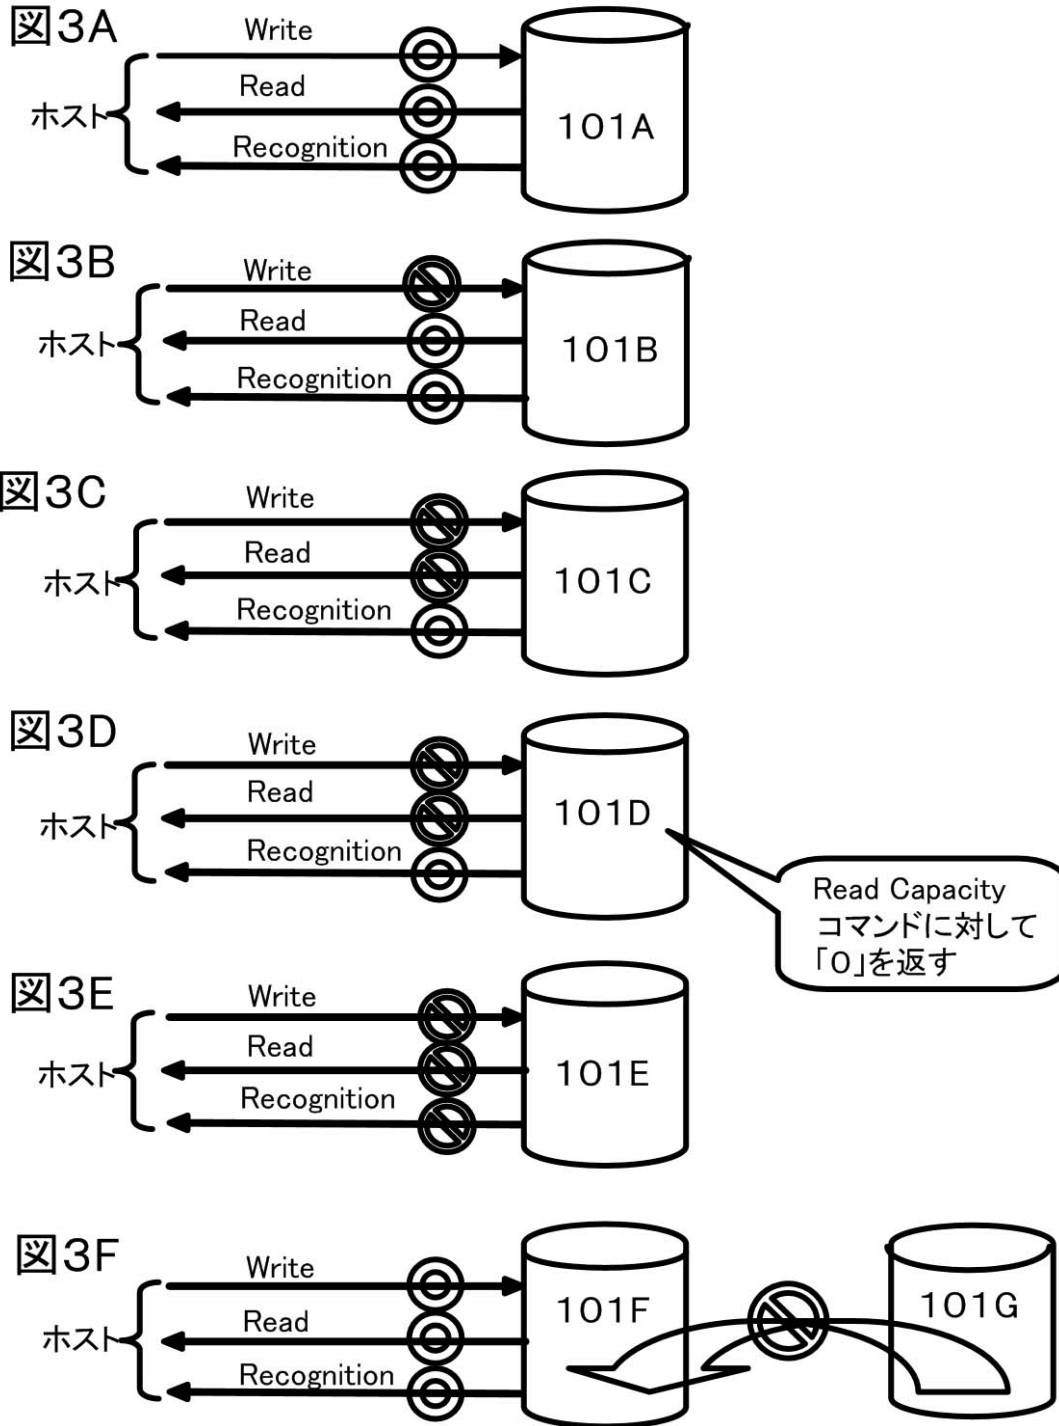 図3A
Write
Read
Recognition
ホスト
101A
図3B
Write
Read
Recognition
ホスト
101B
図3C
Write
Read
Recognition
ホスト
101C
図3D
Write
Read
Recognition
ホスト
101D
Read Capacity
コマンドに対して
「0」を返す
図3E
Write
Read
Recognition
ホスト
101E
図3F
Write
Read
Recognition
ホスト
101F
101G